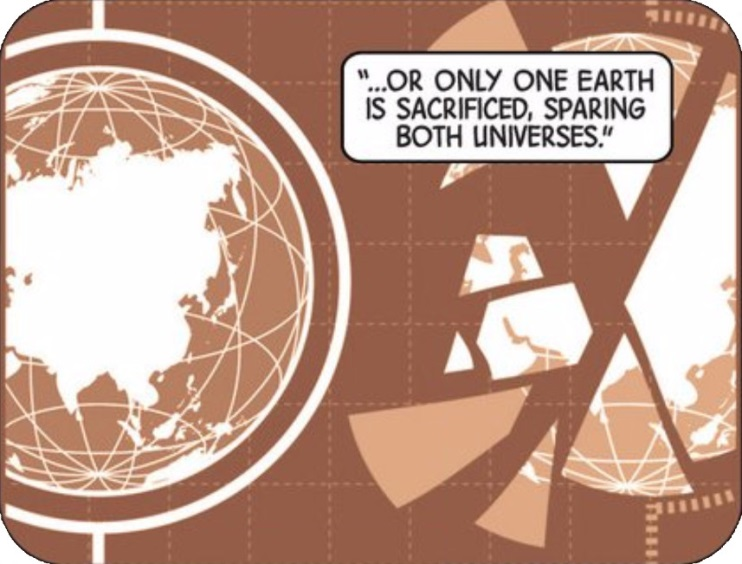 "...OR ONLY ONE EARTH
IS SACRIFICED, SPARING
BOTH UNIVERSES."